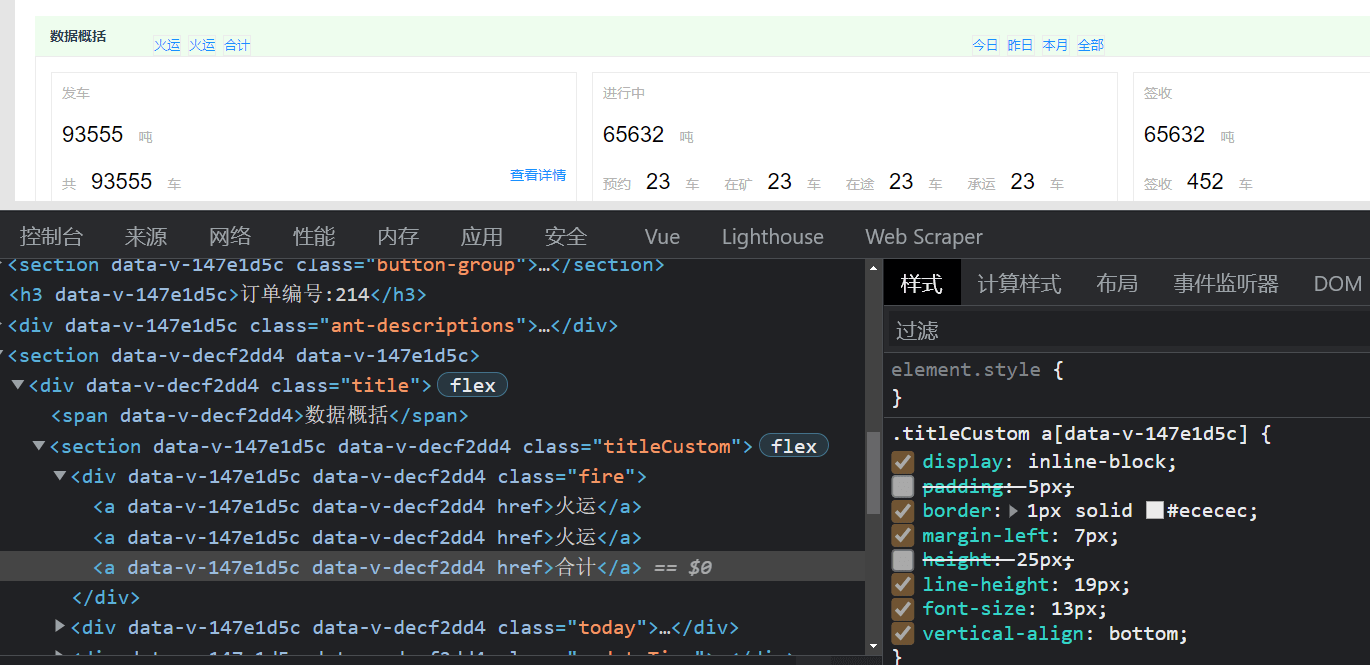 数据概括 火运 火运 合计 今日 昨日 本月 全部
发车 进行中 签收
93555 吨 65632 吨 65632 吨
共 93555 车 查看详情 预约 23 车 在矿 23 车 在途 23 车 承运 23 车 签收 452 车
控制台 来源 网络 性能 内存 应用 安全 Vue Lighthouse Web Scraper
<section data-v-147e1d5c class="button-group">…</section>
<h3 data-v-147e1d5c>订单编号:214</h3>
<div data-v-147e1d5c class="ant-descriptions">…</div>
<section data-v-decf2dd4 data-v-147e1d5c>
<div data-v-decf2dd4 class="title"> flex
<span data-v-decf2dd4>数据概括</span>
<section data-v-147e1d5c data-v-decf2dd4 class="titleCustom"> flex
<div data-v-147e1d5c data-v-decf2dd4 class="fire">
<a data-v-147e1d5c data-v-decf2dd4 href>火运</a>
<a data-v-147e1d5c data-v-decf2dd4 href>火运</a>
<a data-v-147e1d5c data-v-decf2dd4 href>合计</a> == $0
</div>
<div data-v-147e1d5c data-v-decf2dd4 class="today">…</div>
样式 计算样式 布局 事件监听器 DOM
过滤
element.style {
}
.titleCustom a[data-v-147e1d5c] {
display: inline-block;
padding: 5px;
border: 1px solid #ececec;
margin-left: 7px;
height: 25px;
line-height: 19px;
font-size: 13px;
vertical-align: bottom;
}